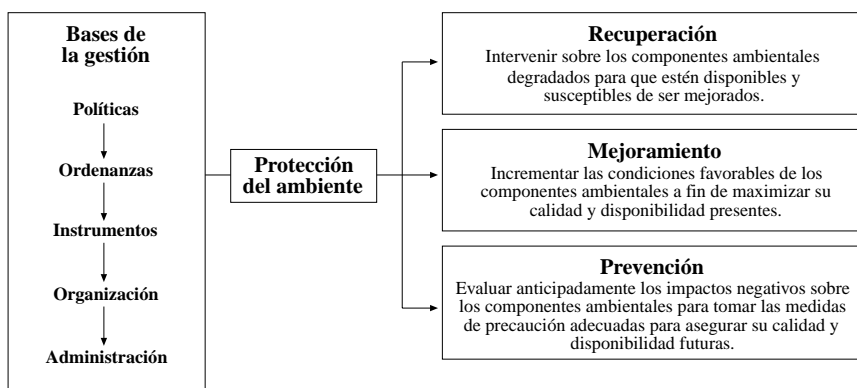 Bases de
la gestión
Políticas
Ordenanzas
Instrumentos
Organización
Administración
Protección
del ambiente
Recuperación
Intervenir sobre los componentes ambientales
degradados para que estén disponibles y
susceptibles de ser mejorados.
Mejoramiento
Incrementar las condiciones favorables de los
componentes ambientales a fin de maximizar su
calidad y disponibilidad presentes.
Prevención
Evaluar anticipadamente los impactos negativos sobre
los componentes ambientales para tomar las medidas
de precaución adecuadas para asegurar su calidad y
disponibilidad futuras.